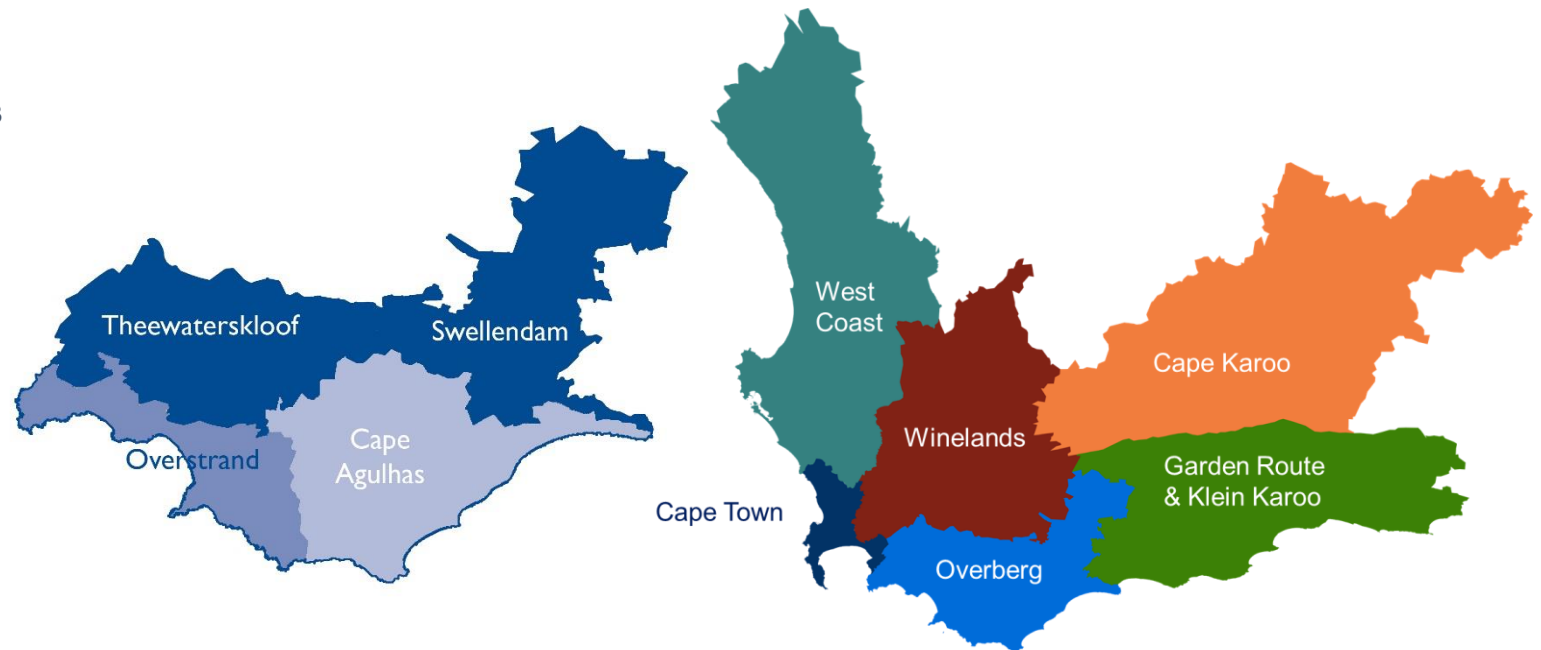 Theewaterskloof
Swellendam
Overstrand
Cape
Agulhas
West
Coast
Cape Karoo
Winelands
Garden Route
& Klein Karoo
Cape Town
Overberg